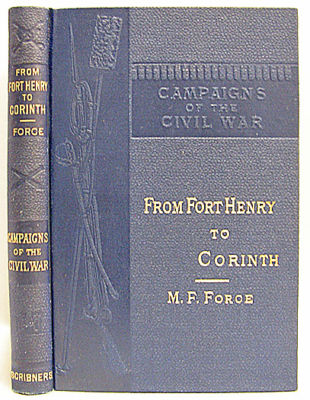 FROM
FORT HENRY
TO
CORINTH
FORCE
CAMPAIGNS
OF THE
CIVIL WAR
SCRIBNERS
CAMPAIGNS
OF THE
CIVIL WAR
FROM FORT HENRY
TO
CORINTH
M. F. FORCE